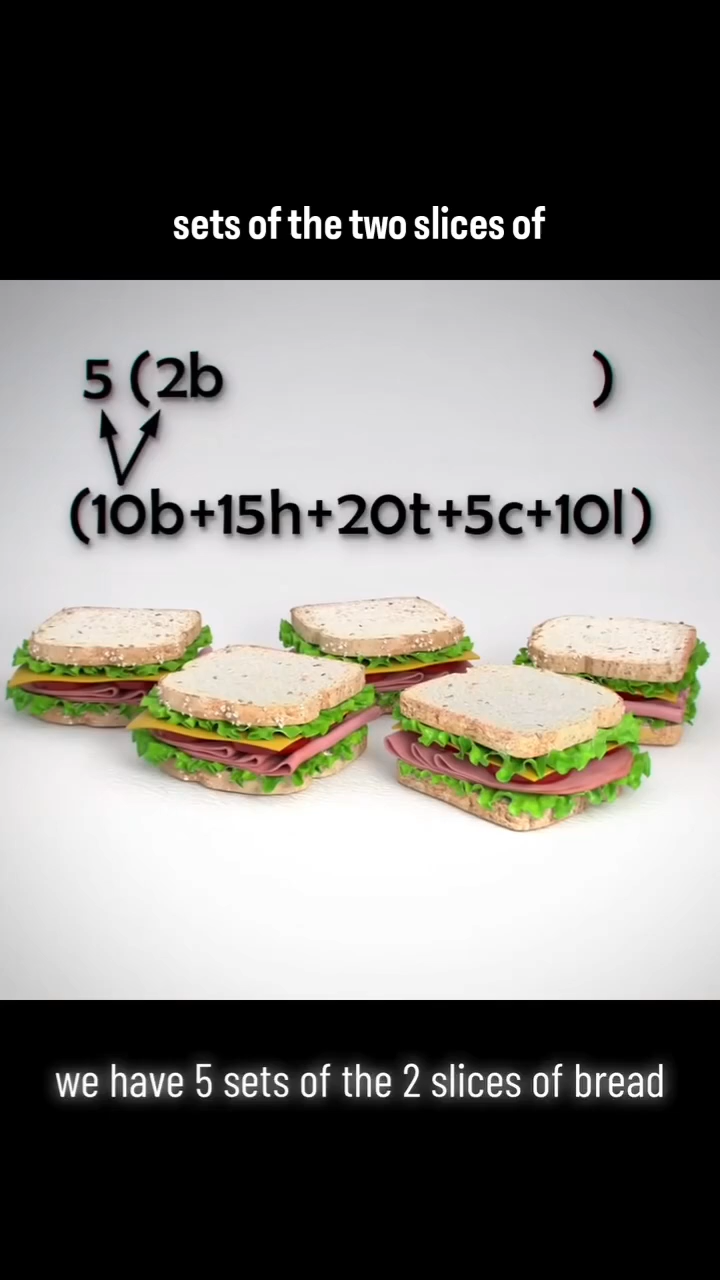 sets of the two slices of
5 (2b )
(10b+15h+20t+5c+10l)
we have 5 sets of the 2 slices of bread